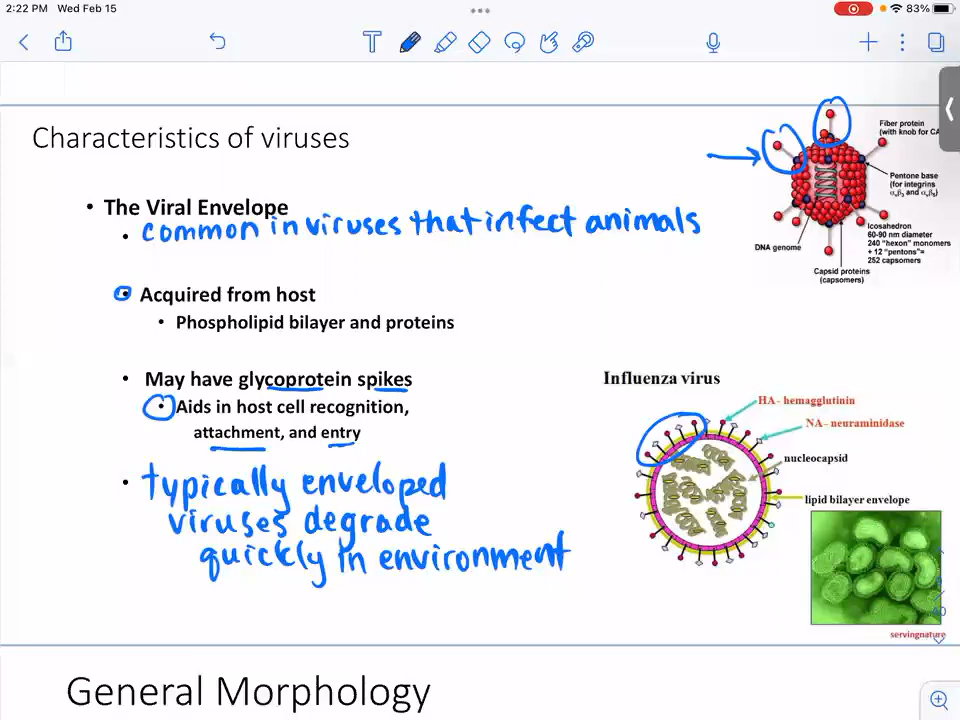 2:22 PM Wed Feb 15
83%
Characteristics of viruses
• The Viral Envelope
• common in viruses that infect animals
• Acquired from host
• Phospholipid bilayer and proteins
• May have glycoprotein spikes
• Aids in host cell recognition,
attachment, and entry
• typically enveloped
viruses degrade
quickly in environment
Fiber protein
(with knob for CA
Pentone base
(for integrins
Icosahedron
60-90 nm diameter
240 "hexon" monomers
+ 12 "pentons"=
252 capsomers
DNA genome
Capsid proteins
(capsomers)
Influenza virus
HA- hemagglutinin
NA- neuraminidase
nucleocapsid
lipid bilayer envelope
servingnature
General Morphology